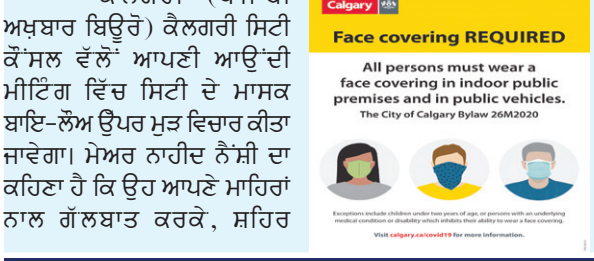 ਅਖ਼ਬਾਰ ਬਿਊਰੋ) ਕੈਲਗਰੀ ਸਿਟੀ
ਕੌਂਸਲ ਵੱਲੋਂ ਆਪਣੀ ਆਉਂਦੀ
ਮੀਟਿੰਗ ਵਿੱਚ ਸਿਟੀ ਦੇ ਮਾਸਕ
ਬਾਇ-ਲੌਅ ਉੱਪਰ ਮੁੜ ਵਿਚਾਰ ਕੀਤਾ
ਜਾਵੇਗਾ। ਮੇਅਰ ਨਾਹੀਦ ਨੈਂਸ਼ੀ ਦਾ
ਕਹਿਣਾ ਹੈ ਕਿ ਉਹ ਆਪਣੇ ਮਾਹਿਰਾਂ
ਨਾਲ ਗੱਲਬਾਤ ਕਰਕੇ, ਸ਼ਹਿਰ
Calgary
Face covering REQUIRED
All persons must wear a
face covering in indoor public
premises and in public vehicles.
The City of Calgary Bylaw 26M2020
Exceptions include children under two years of age, or persons with an underlying
medical condition or disability which inhibits their ability to wear a face covering.
Visit calgary.ca/covid19 for more information.